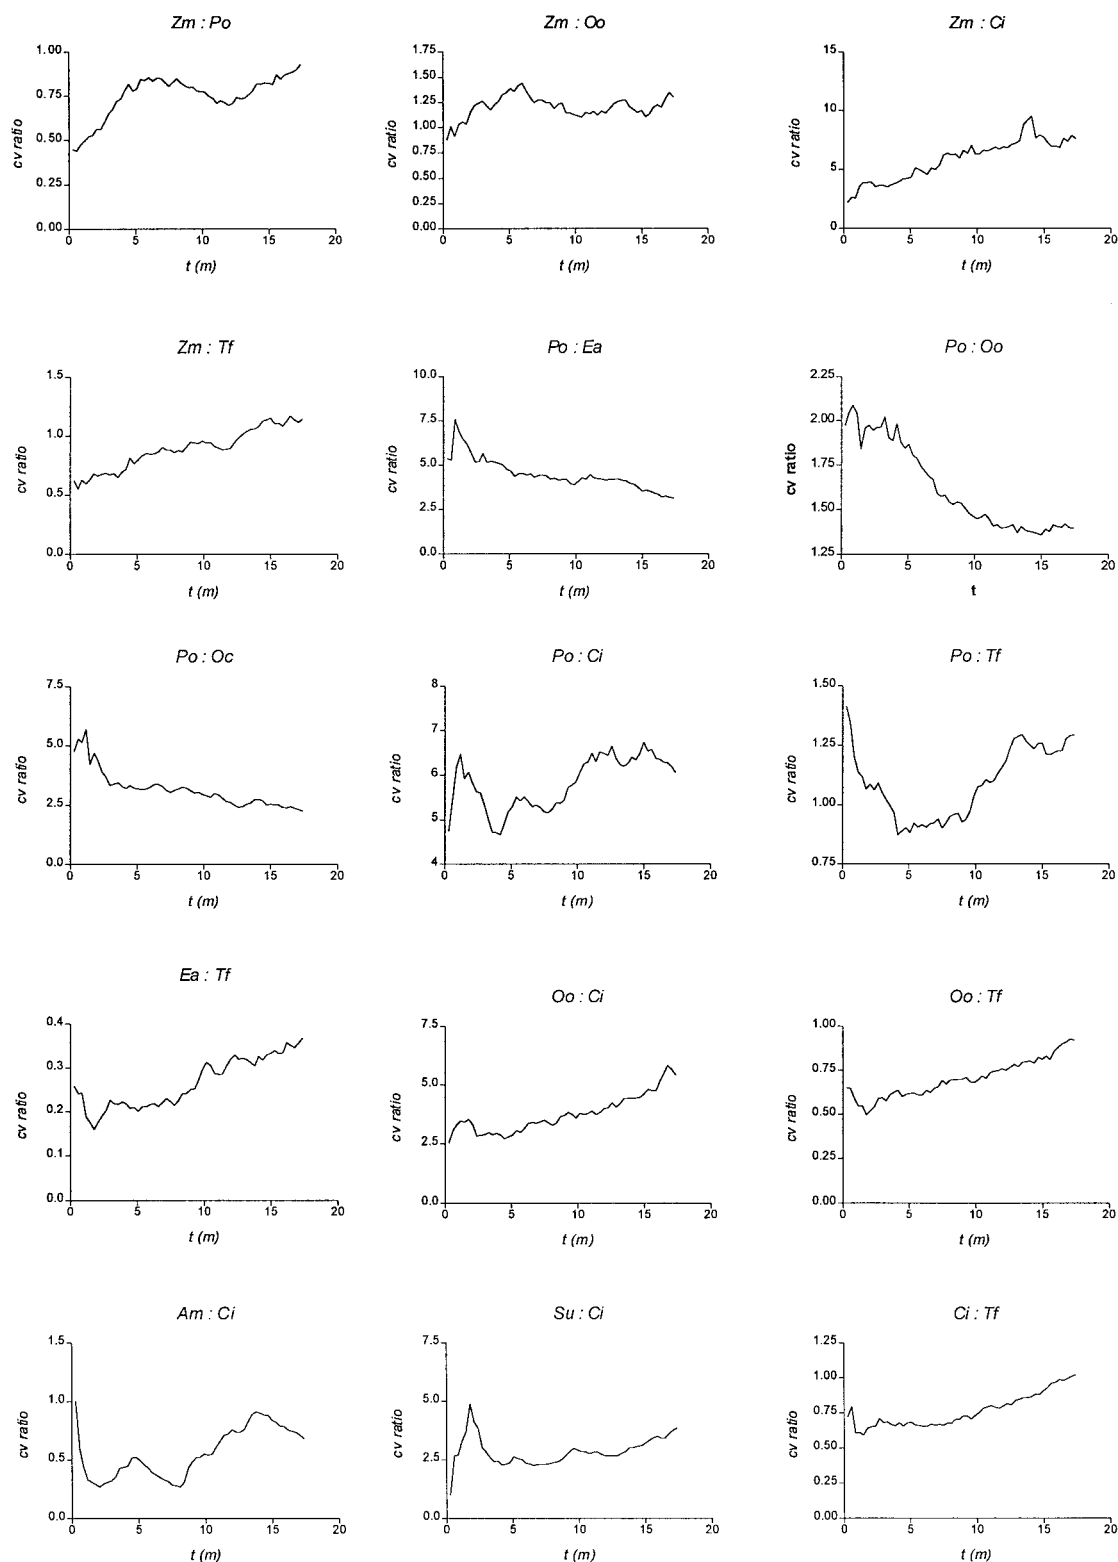 Zm : Po
Zm : Oo
Zm : Ci
1.00
0.75
0.50
0.25
0.00
cv ratio
0 5 10 15 20
t (m)
1.75
1.50
1.25
1.00
0.75
0.50
0.25
0.00
cv ratio
0 5 10 15 20
t (m)
15
10
5
0
cv ratio
0 5 10 15 20
t (m)
Zm : Tf
Po : Ea
Po : Oo
1.5
1.0
0.5
0.0
cv ratio
0 5 10 15 20
t (m)
10.0
7.5
5.0
2.5
0.0
cv ratio
0 5 10 15 20
t (m)
2.25
2.00
1.75
1.50
1.25
cv ratio
0 5 10 15 20
t
Po : Oc
Po : Ci
Po : Tf
7.5
5.0
2.5
0.0
cv ratio
0 5 10 15 20
t (m)
8
7
6
5
4
cv ratio
0 5 10 15 20
t (m)
1.50
1.25
1.00
0.75
cv ratio
0 5 10 15 20
t (m)
Ea : Tf
Oo : Ci
Oo : Tf
0.4
0.3
0.2
0.1
0.0
cv ratio
0 5 10 15 20
t (m)
7.5
5.0
2.5
0.0
cv ratio
0 5 10 15 20
t (m)
1.00
0.75
0.50
0.25
0.00
cv ratio
0 5 10 15 20
t (m)
Am : Ci
Su : Ci
Ci : Tf
1.5
1.0
0.5
0.0
cv ratio
0 5 10 15 20
t (m)
7.5
5.0
2.5
0.0
cv ratio
0 5 10 15 20
t (m)
1.25
1.00
0.75
0.50
0.25
0.00
cv ratio
0 5 10 15 20
t (m)